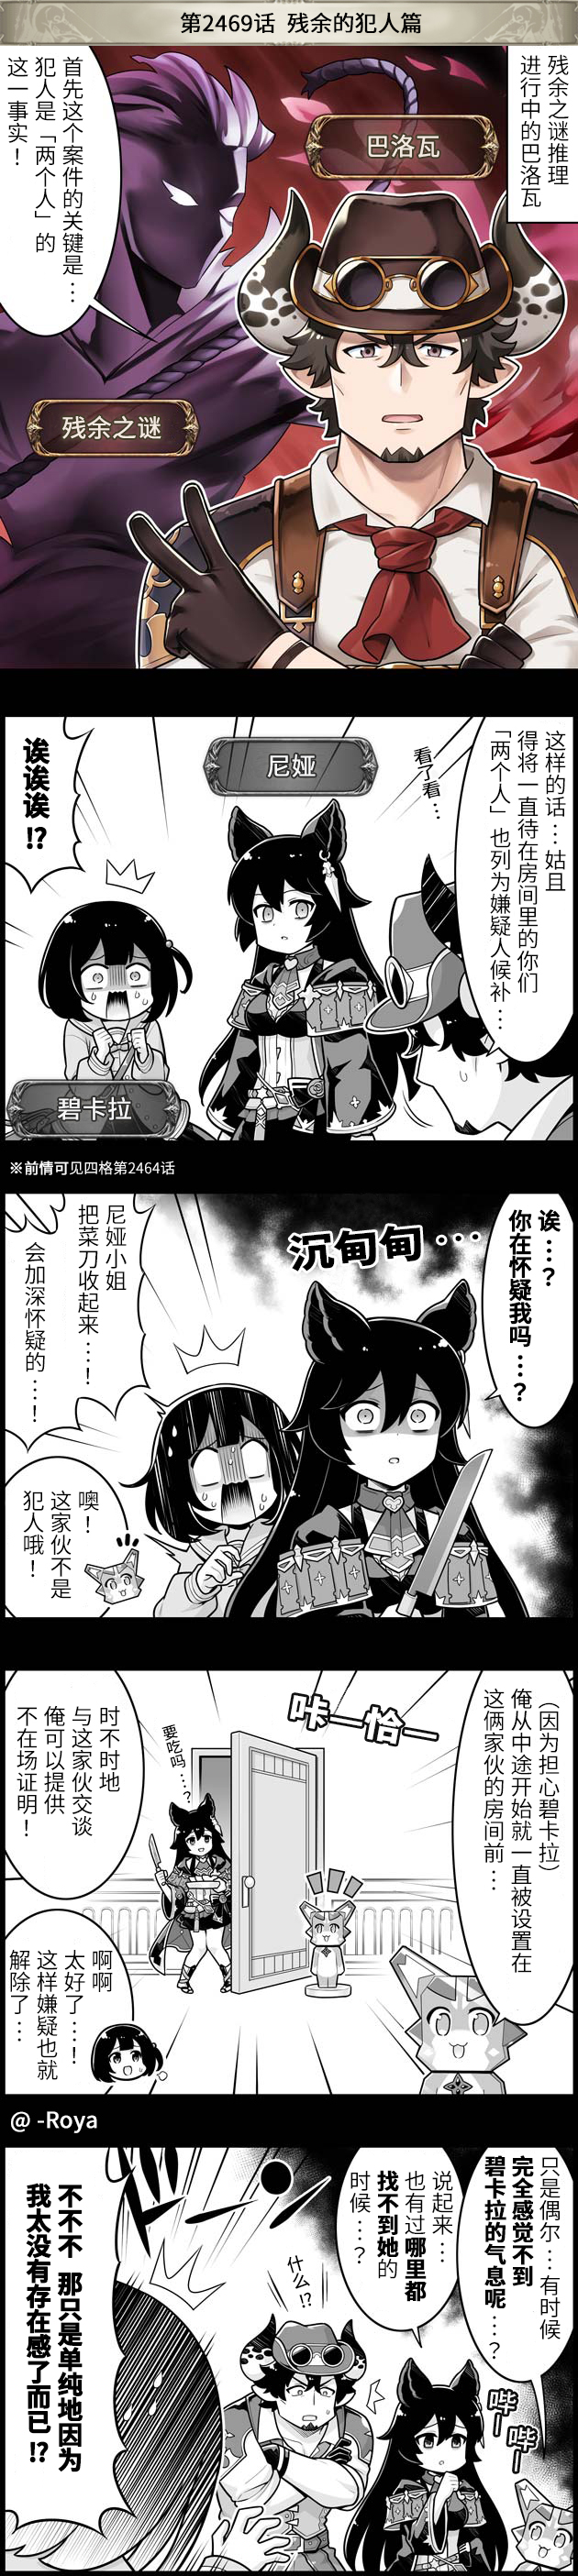 第2469话 残余的犯人篇
残余之谜推理
进行中的巴洛瓦
巴洛瓦
首先这个案件的关键是…
犯人是「两个人」的
这一事实！
残余之谜
这样的话…姑且
得将一直待在房间里的你们
「两个人」也列为嫌疑人候补…
看了看…
尼娅
诶诶诶!?
碧卡拉
※前情可见四格第2464话
诶…？
你在怀疑我吗…？
沉甸甸…
尼娅小姐
把菜刀收起来…！
会加深怀疑的…！
噢！
这家伙不是
犯人哦！
（因为担心碧卡拉）
俺从中途开始就一直被设置在
这俩家伙的房间前…
咔—恰—
要吃吗…？
时不时地
与这家伙交谈
俺可以提供
不在场证明！
啊啊
太好了…！
这样嫌疑也就
解除了…
@ -Roya
只是偶尔…有时候
完全感觉不到
碧卡拉的气息呢…？
说起来…
也有过哪里都
找不到她的
时候…？
哔—哔—
什么!?
不不不 那只是单纯地因为
我太没有存在感了而已!?